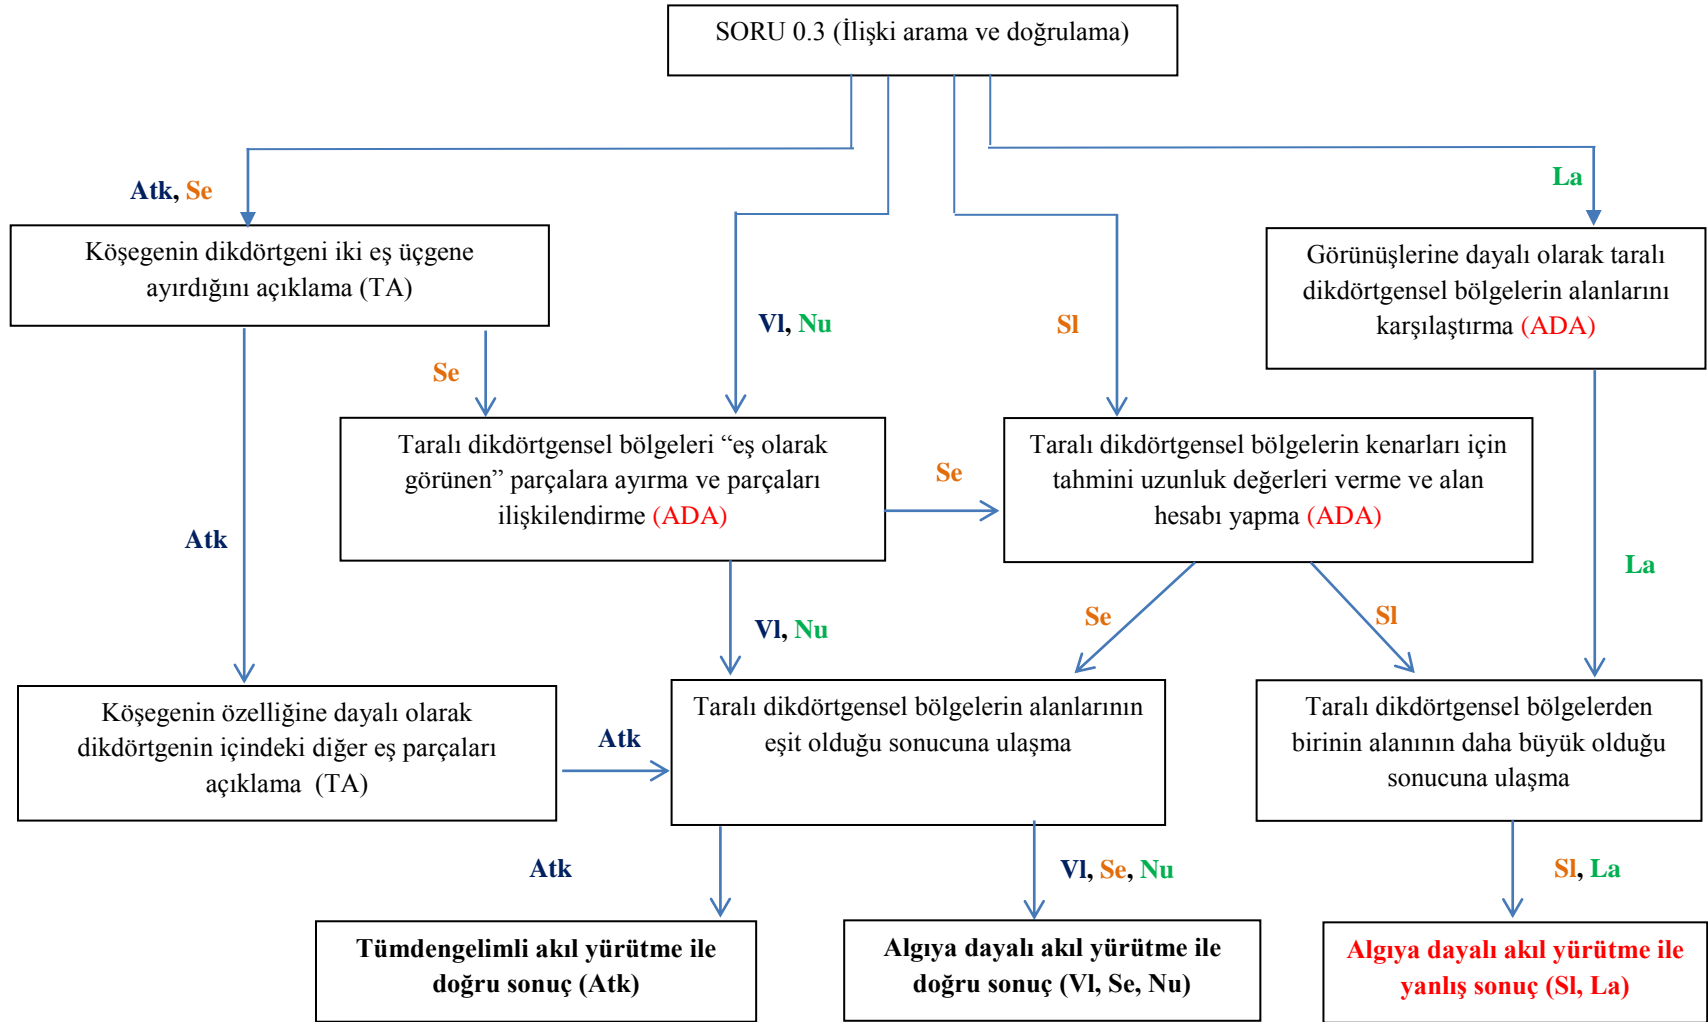 SORU 0.3 (İlişki arama ve doğrulama)
Atk, Se
La
Köşegenin dikdörtgeni iki eş üçgene
ayırdığını açıklama (TA)
Görünüşlerine dayalı olarak taralı
dikdörtgensel bölgelerin alanlarını
karşılaştırma (ADA)
Vl, Nu
Sl
Se
Taralı dikdörtgensel bölgeleri “eş olarak
görünen” parçalara ayırma ve parçaları
ilişkilendirme (ADA)
Se
Taralı dikdörtgensel bölgelerin kenarları için
tahmini uzunluk değerleri verme ve alan
hesabı yapma (ADA)
Atk
La
Vl, Nu
Se
Sl
Köşegenin özelliğine dayalı olarak
dikdörtgenin içindeki diğer eş parçaları
açıklama (TA)
Atk
Taralı dikdörtgensel bölgelerin alanlarının
eşit olduğu sonucuna ulaşma
Taralı dikdörtgensel bölgelerden
birinin alanının daha büyük olduğu
sonucuna ulaşma
Atk
Vl, Se, Nu
Sl, La
Tümdengelimli akıl yürütme ile
doğru sonuç (Atk)
Algıya dayalı akıl yürütme ile
doğru sonuç (Vl, Se, Nu)
Algıya dayalı akıl yürütme ile
yanlış sonuç (Sl, La)